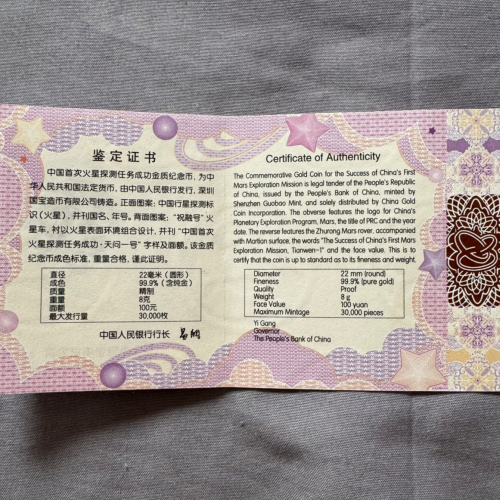 鉴定证书
中国首次火星探测任务成功金质纪念币,为中
华人民共和国法定货币,由中国人民银行发行,深圳
国宝造币有限公司铸造。正面图案:中国行星探测标
识(火星),并刊国名、年号。背面图案:“祝融号”火
星车,衬以火星表面环境组合设计,并刊“中国首次
火星探测任务成功·天问一号”字样及面额。该金质
纪念币成色标准,重量合格,谨此证明。
直径 22毫米(圆形)
成色 99.9%(含纯金)
质量 精制
重量 8克
面额 100元
最大发行量 30,000枚
中国人民银行行长 易纲
Certificate of Authenticity
The Commemorative Gold Coin for the Success of China's First
Mars Exploration Mission is legal tender of the People's Republic
of China, issued by the People's Bank of China, minted by
Shenzhen Guobao Mint, and solely distributed by China Gold
Coin Incorporation. The obverse features the logo for China's
Planetary Exploration Program, Mars, the title of PRC and the year
date. The reverse features the Zhurong Mars rover, accompanied
with Martian surface, the words "The Success of China's First Mars
Exploration Mission, Tianwen-1" and the face value. This is to
certify that the coin is up to standard as to its fineness and weight.
Diameter 22 mm (round)
Fineness 99.9% (pure gold)
Quality Proof
Weight 8 g
Face Value 100 yuan
Maximum Mintage 30,000 pieces
Yi Gang
Governor
The People's Bank of China